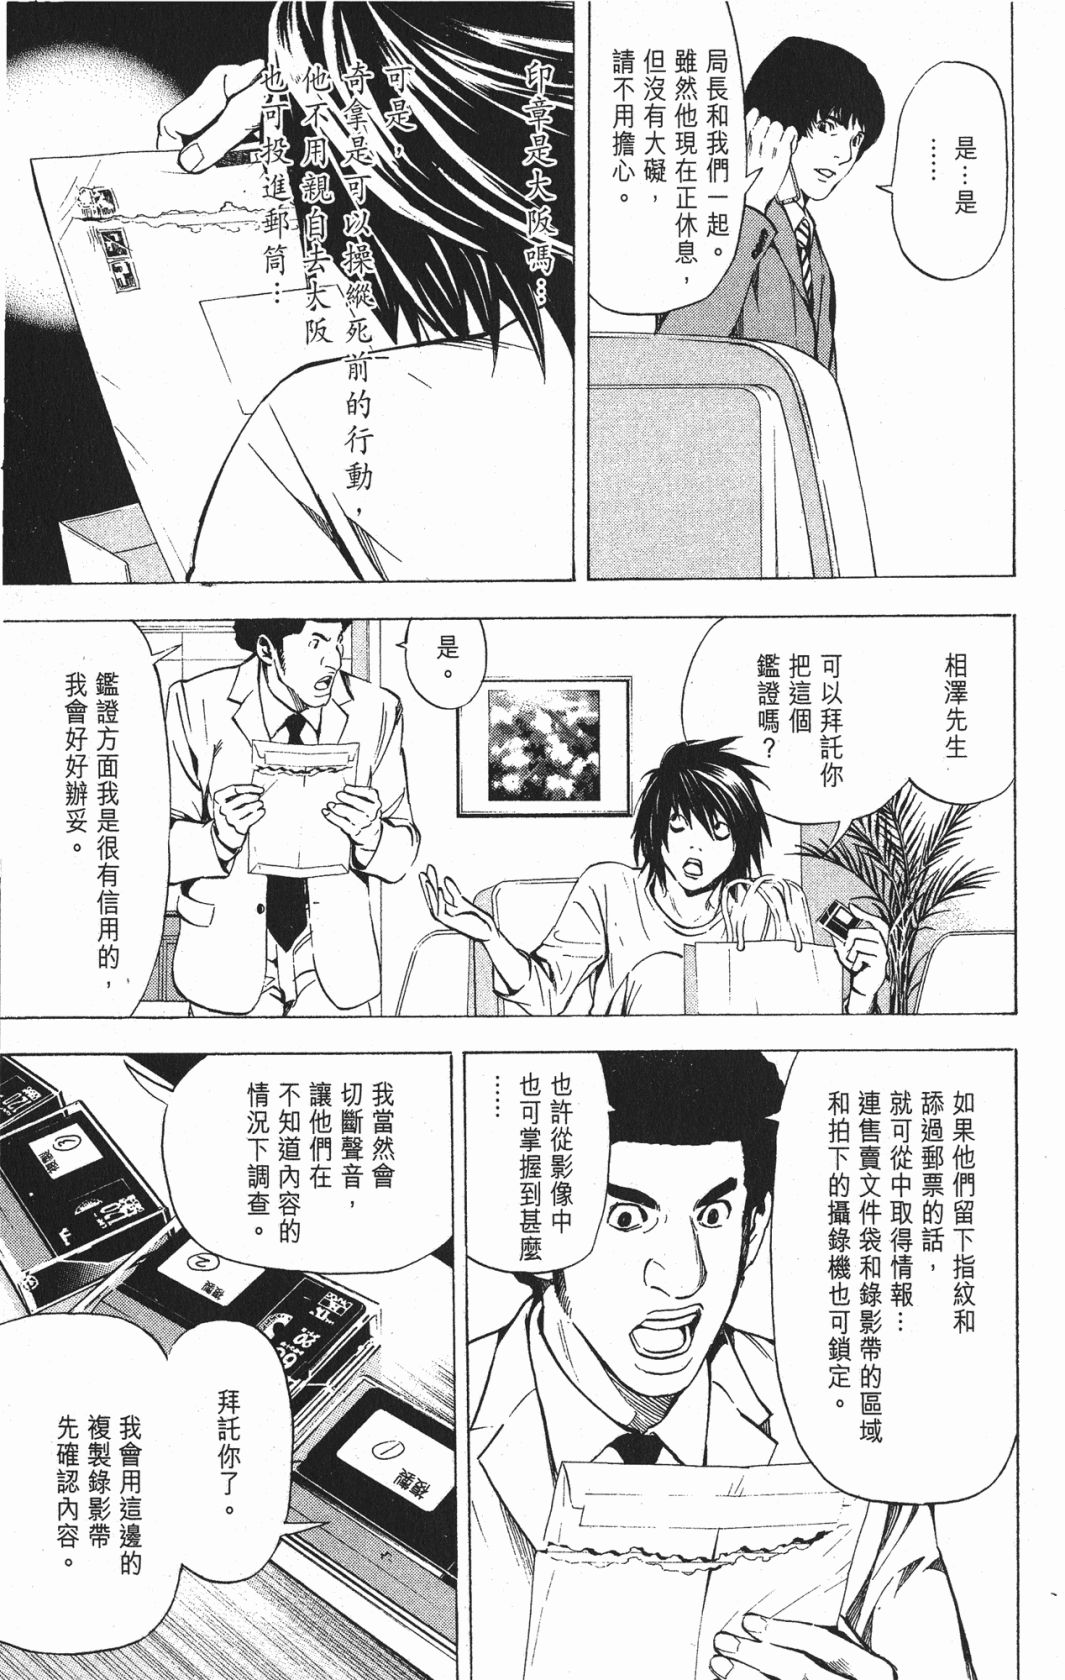 是…是
……
局長和我們一起。
雖然他現在正休息，
但沒有大礙，
請不用擔心。
印章是大阪嗎…
可是，
奇拿是可以操縱死前的行動，
他不用親自去大阪
也可投進郵筒…
相澤先生
可以拜託你
把這個
鑑證嗎？
是。
鑑證方面我是很有信用的，
我會好好辦妥。
如果他們留下指紋和
舔過郵票的話，
就可從中取得情報…
連售賣文件袋和錄影帶的區域
和拍下的攝錄機也可鎖定。
也許從影像中
也可掌握到甚麼
……
我當然會
切斷聲音，
讓他們在
不知道內容的
情況下調查。
拜託你了。
我會用這邊的
複製錄影帶
先確認內容。
③
複製
120
②
複製
①
複製